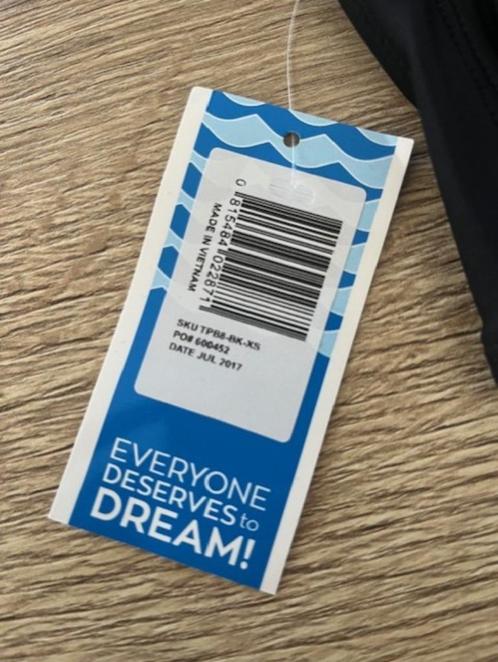 0 815484 022871
MADE IN VIETNAM
SKU TPB8-BK-XS
PO# 600452
DATE JUL 2017
EVERYONE
DESERVES to
DREAM!